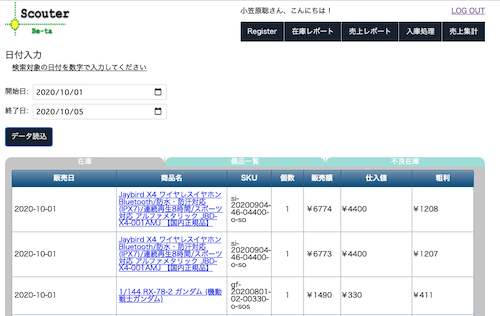 Scouter
Be-ta
小笠原聡さん、こんにちは！
LOG OUT
Register
在庫レポート
売上レポート
入庫処理
売上集計
日付入力
検索対象の日付を数字で入力してください
開始日: 2020/10/01
終了日: 2020/10/05
データ読込
在庫
備品一覧
不良在庫
販売日 商品名 SKU 個数 販売額 仕入値 粗利
2020-10-01
Jaybird X4 ワイヤレスイヤホン
Bluetooth/防水・防汗対応
(IPX7)/連続再生8時間/スポーツ
対応 アルファメタリック JBD-
X4-001AMJ 【国内正規品】
si-
20200904-
46-04400-
o-so
1
￥6774
￥4400
￥1208
2020-10-01
Jaybird X4 ワイヤレスイヤホン
Bluetooth/防水・防汗対応
(IPX7)/連続再生8時間/スポーツ
対応 アルファメタリック JBD-
X4-001AMJ 【国内正規品】
si-
20200904-
46-04400-
o-so
1
￥6773
￥4400
￥1207
2020-10-01
1/144 RX-78-2 ガンダム (機動
戦士ガンダム)
gf-
20200801-
02-00330-
o-sos
1
￥1490
￥330
￥411